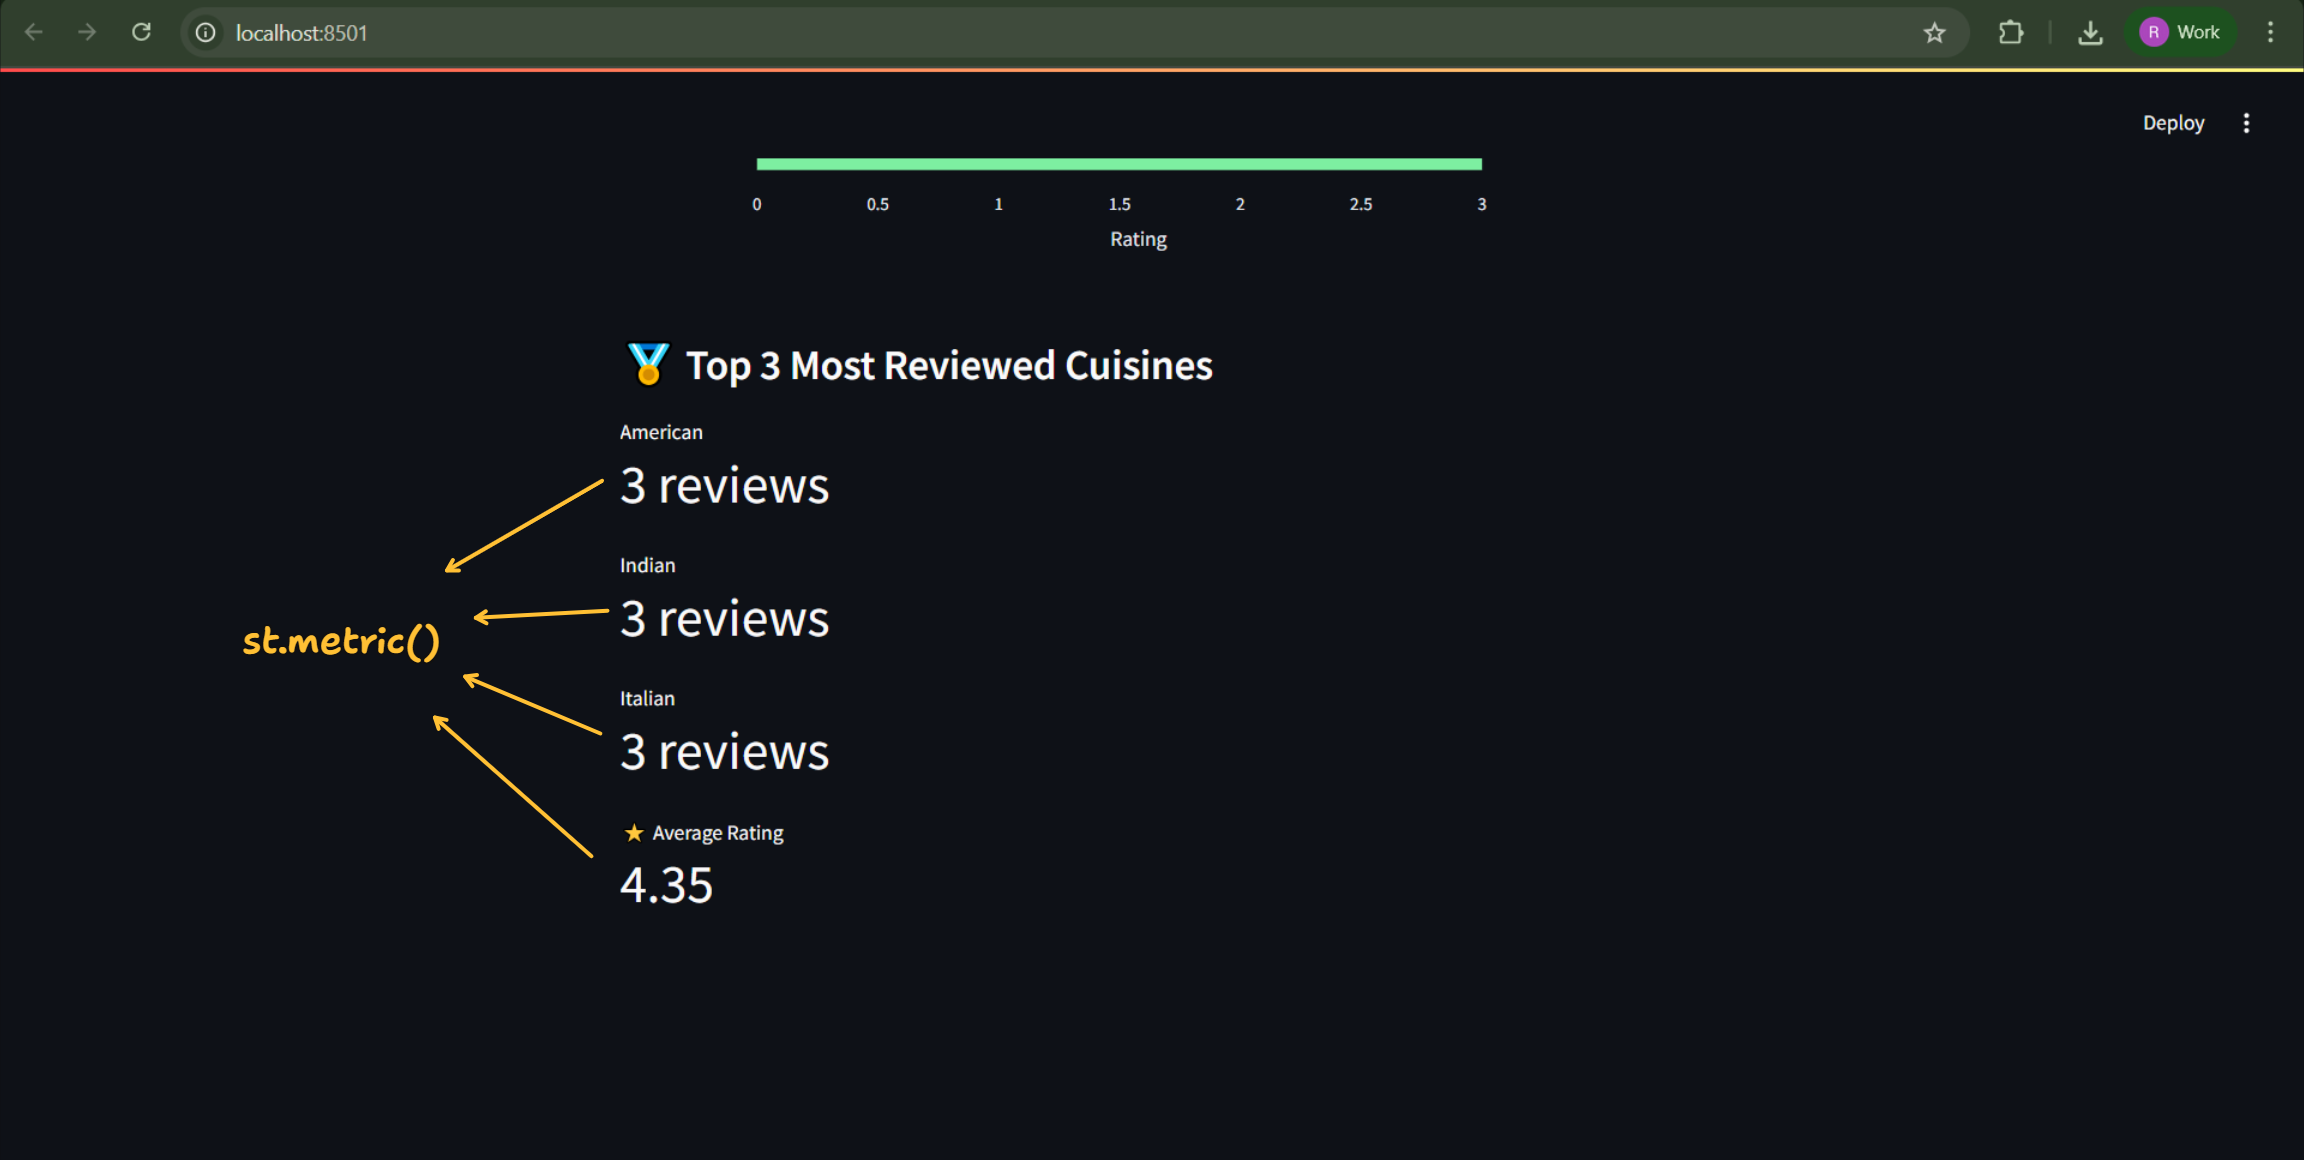 localhost:8501
R Work
Deploy
0 0.5 1 1.5 2 2.5 3
Rating
Top 3 Most Reviewed Cuisines
American
3 reviews
Indian
3 reviews
st.metric()
Italian
3 reviews
Average Rating
4.35